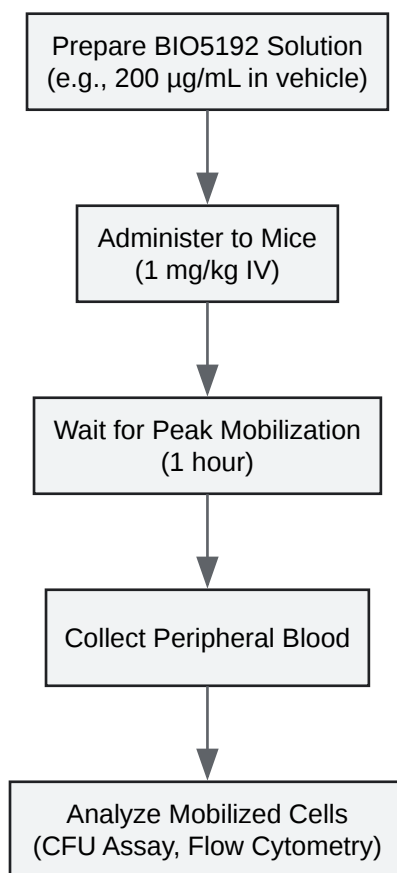 Prepare BIO5192 Solution
(e.g., 200 µg/mL in vehicle)
Administer to Mice
(1 mg/kg IV)
Wait for Peak Mobilization
(1 hour)
Collect Peripheral Blood
Analyze Mobilized Cells
(CFU Assay, Flow Cytometry)